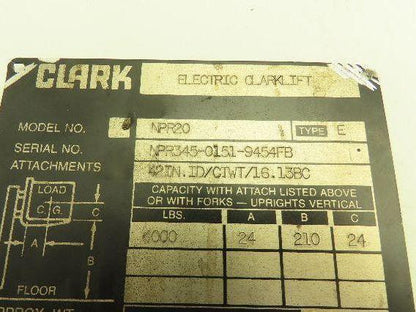 CLARK ELECTRIC CLARKLIFT
MODEL NO. NPR20 TYPE E
SERIAL NO. NPR345-0151-9454FB
ATTACHMENTS 42IN.ID/CTWT/16.13BC
CAPACITY WITH ATTACH LISTED ABOVE
OR WITH FORKS — UPRIGHTS VERTICAL
LBS. A B C
6000 24 210 24
LOAD
C.G.
C
A
B
FLOOR